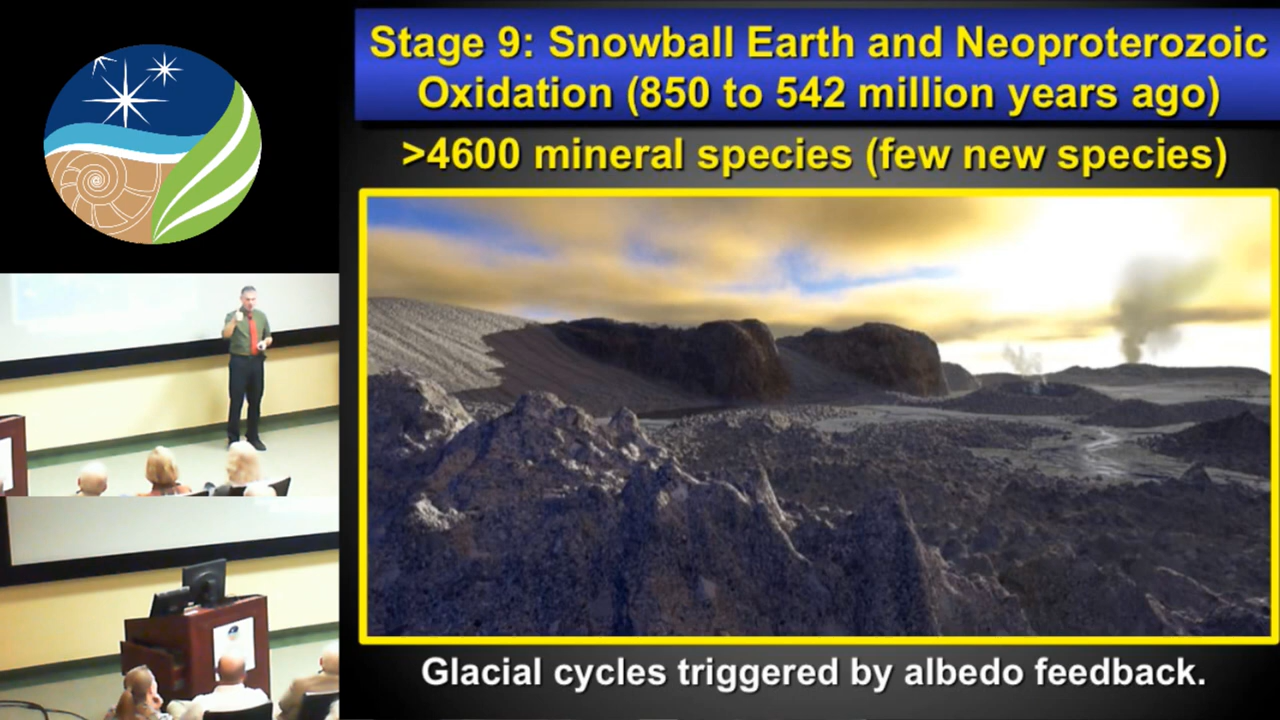 Stage 9: Snowball Earth and Neoproterozoic
Oxidation (850 to 542 million years ago)
>4600 mineral species (few new species)
Glacial cycles triggered by albedo feedback.